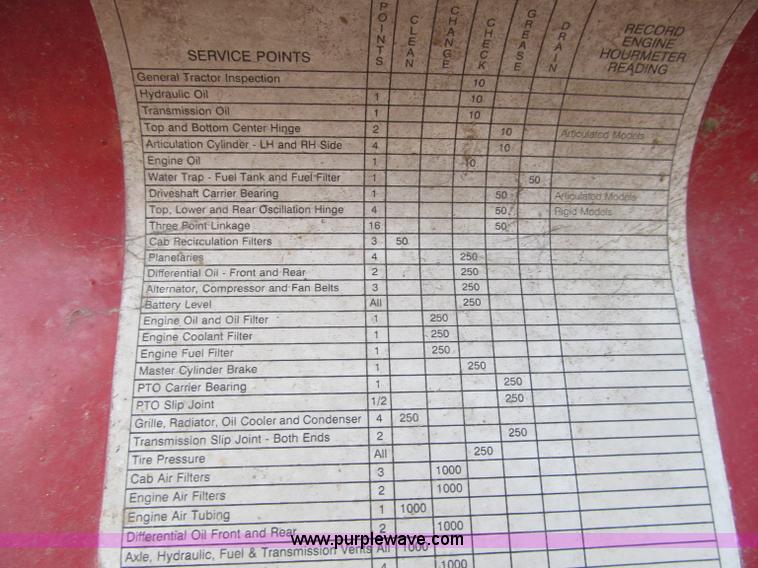 SERVICE POINTS POINTS CLEAN CHANGE CHECK GREASE DRAIN RECORD ENGINE HOURMETER READING
General Tractor Inspection 10
Hydraulic Oil 1 10
Transmission Oil 1 10
Top and Bottom Center Hinge 2 10 Articulated Models
Articulation Cylinder - LH and RH Side 4 10
Engine Oil 1 10
Water Trap - Fuel Tank and Fuel Filter 1 50
Driveshaft Carrier Bearing 1 50 Articulated Models
Top, Lower and Rear Oscillation Hinge 4 50 Rigid Models
Three Point Linkage 16 50
Cab Recirculation Filters 3 50
Planetaries 4 250
Differential Oil - Front and Rear 2 250
Alternator, Compressor and Fan Belts 3 250
Battery Level All 250
Engine Oil and Oil Filter 1 250
Engine Coolant Filter 1 250
Engine Fuel Filter 1 250
Master Cylinder Brake 1 250
PTO Carrier Bearing 1 250
PTO Slip Joint 1/2 250
Grille, Radiator, Oil Cooler and Condenser 4 250
Transmission Slip Joint - Both Ends 2 250
Tire Pressure All 250
Cab Air Filters 3 1000
Engine Air Filters 2 1000
Engine Air Tubing 1 1000
Differential Oil Front and Rear 2 1000
Axle, Hydraulic, Fuel & Transmission Vents All 1000
4 1000
www.purplewave.com